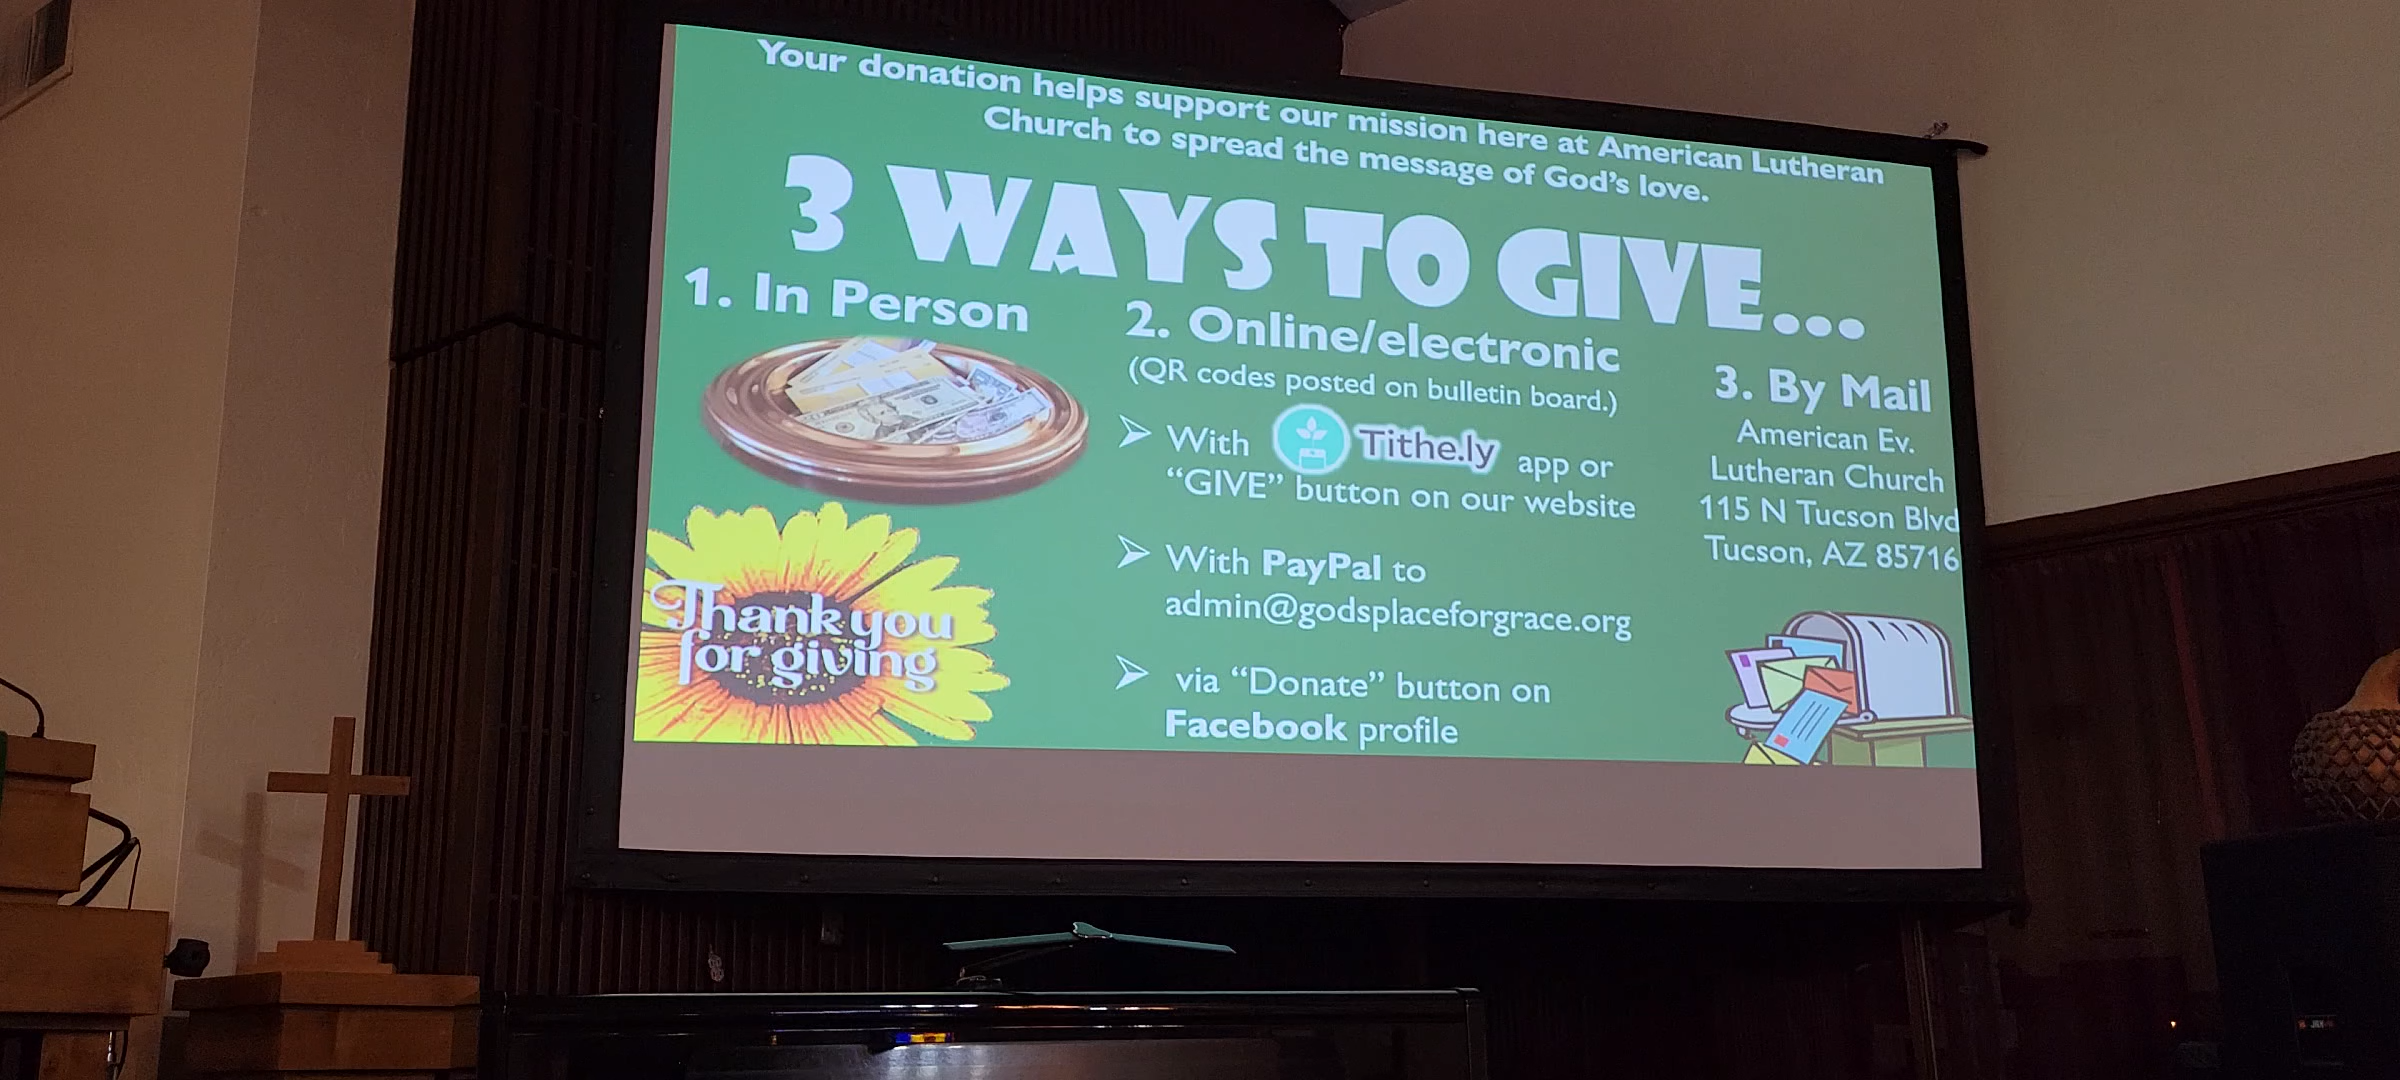 Your donation helps support our mission here at American Lutheran
Church to spread the message of God's love.
3 WAYS TO GIVE...
1. In Person
Thank you
for giving
2. Online/electronic
(QR codes posted on bulletin board.)
➢ With Tithe.ly app or
"GIVE" button on our website
➢ With PayPal to
admin@godsplaceforgrace.org
➢ via "Donate" button on
Facebook profile
3. By Mail
American Ev.
Lutheran Church
115 N Tucson Blvd
Tucson, AZ 85716